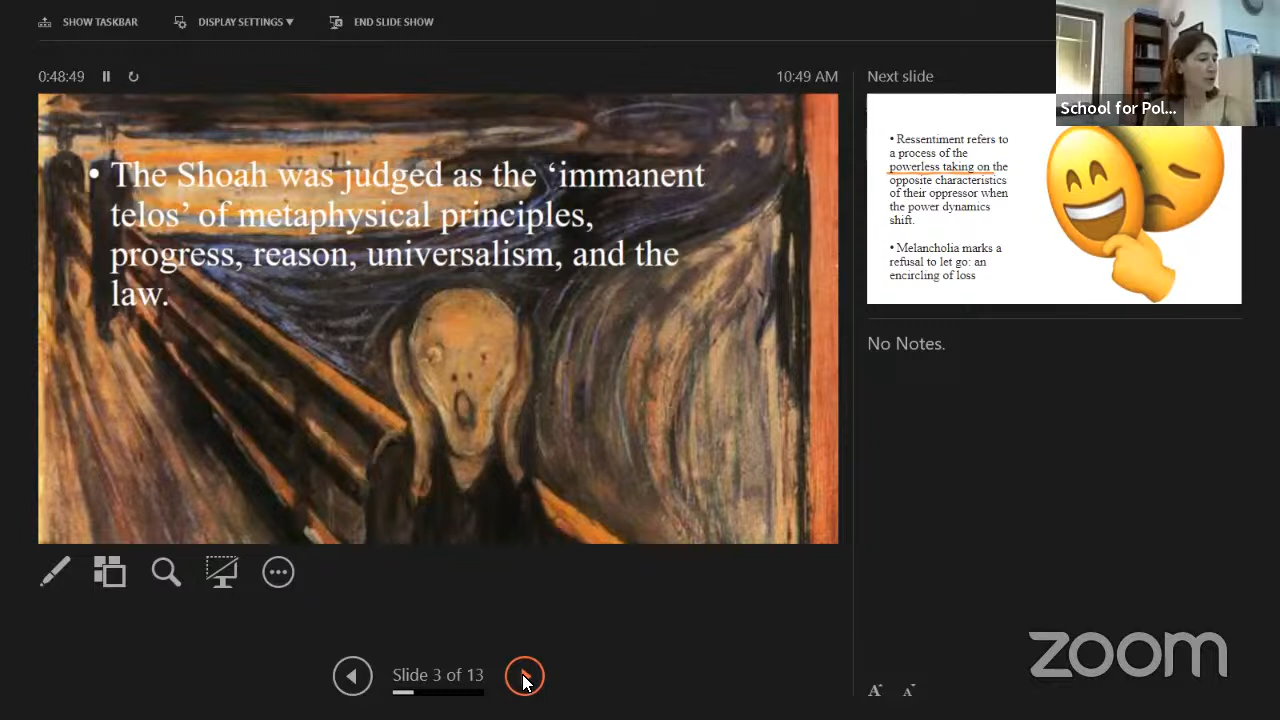 SHOW TASKBAR
DISPLAY SETTINGS ▼
END SLIDE SHOW
0:48:49
10:49 AM
Next slide
School for Pol...
• The Shoah was judged as the ‘immanent
telos’ of metaphysical principles,
progress, reason, universalism, and the
law.
• Ressentiment refers to
a process of the
powerless taking on the
opposite characteristics
of their oppressor when
the power dynamics
shift.
• Melancholia marks a
refusal to let go: an
encircling of loss
No Notes.
Slide 3 of 13
zoom
A A